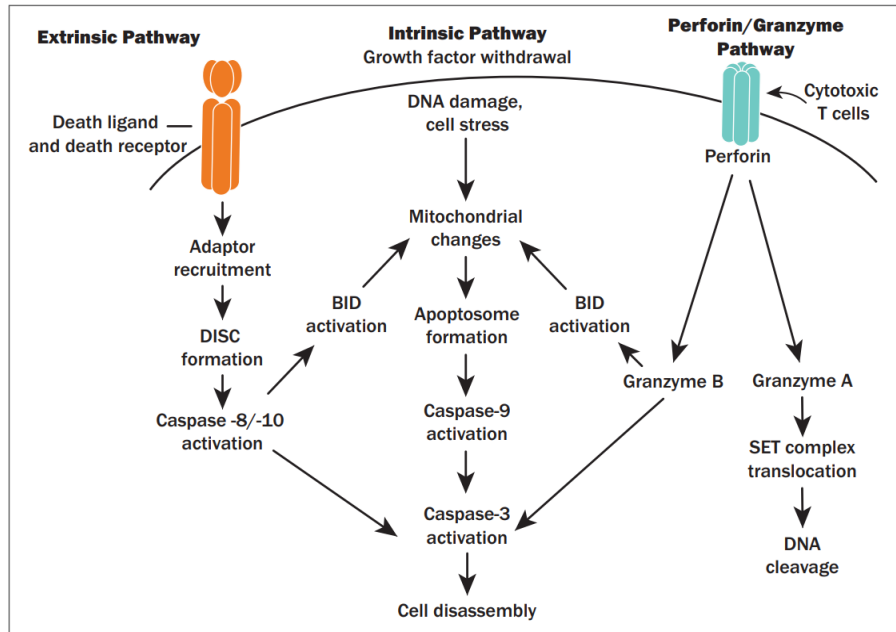 Extrinsic Pathway
Death ligand
and death receptor
Adaptor
recruitment
DISC
formation
Caspase -8/-10
activation
BID
activation
Intrinsic Pathway
Growth factor withdrawal
DNA damage,
cell stress
Mitochondrial
changes
Apoptosome
formation
Caspase-9
activation
Caspase-3
activation
Cell disassembly
Perforin/Granzyme
Pathway
Cytotoxic
T cells
Perforin
BID
activation
Granzyme B
Granzyme A
SET complex
translocation
DNA
cleavage